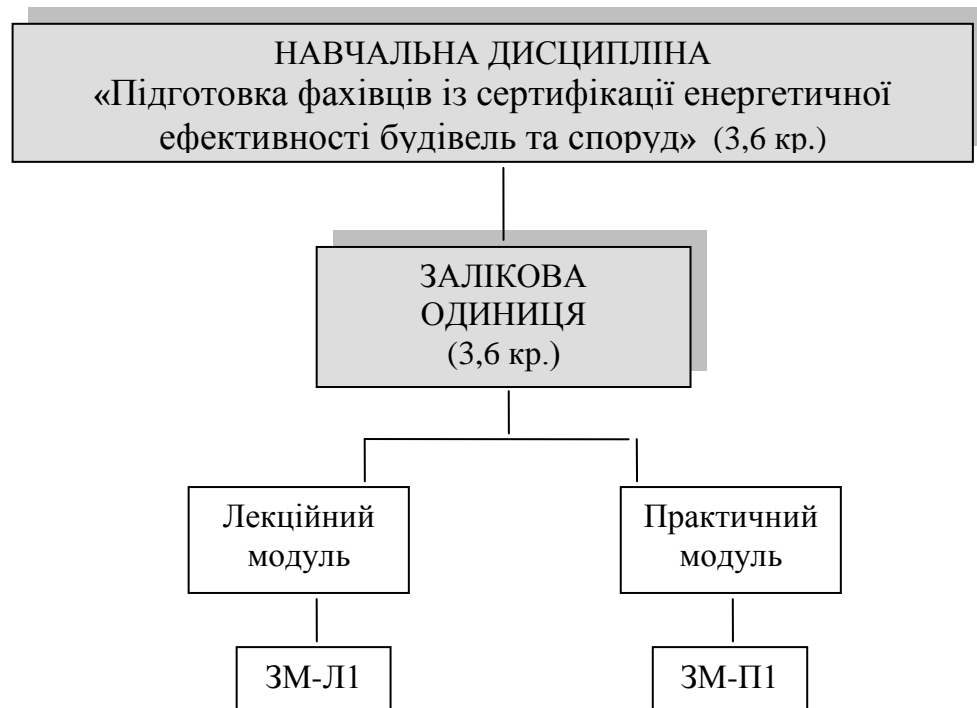 НАВЧАЛЬНА ДИСЦИПЛІНА
«Підготовка фахівців із сертифікації енергетичної
ефективності будівель та споруд» (3,6 кр.)
ЗАЛІКОВА
ОДИНИЦЯ
(3,6 кр.)
Лекційний
модуль
Практичний
модуль
ЗМ-Л1
ЗМ-П1